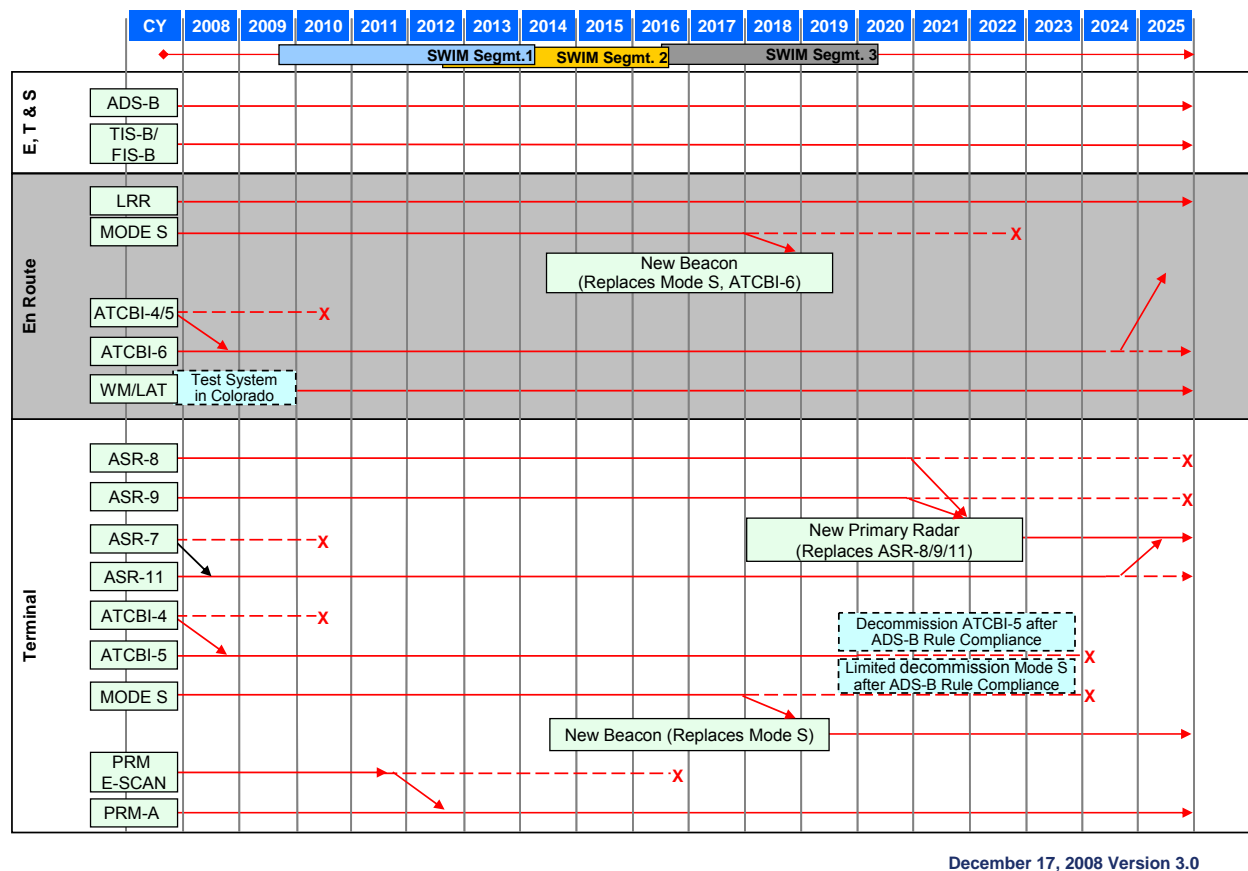 CY 2008 2009 2010 2011 2012 2013 2014 2015 2016 2017 2018 2019 2020 2021 2022 2023 2024 2025
SWIM Segmt.1
SWIM Segmt. 2
SWIM Segmt. 3
E, T & S
ADS-B
TIS-B/
FIS-B
En Route
LRR
MODE S
X
New Beacon
(Replaces Mode S, ATCBI-6)
ATCBI-4/5
X
ATCBI-6
WM/LAT
Test System
in Colorado
Terminal
ASR-8
X
ASR-9
X
New Primary Radar
(Replaces ASR-8/9/11)
ASR-7
X
ASR-11
ATCBI-4
X
Decommission ATCBI-5 after
ADS-B Rule Compliance
ATCBI-5
X
Limited decommission Mode S
after ADS-B Rule Compliance
MODE S
X
New Beacon (Replaces Mode S)
PRM
E-SCAN
X
PRM-A
December 17, 2008 Version 3.0